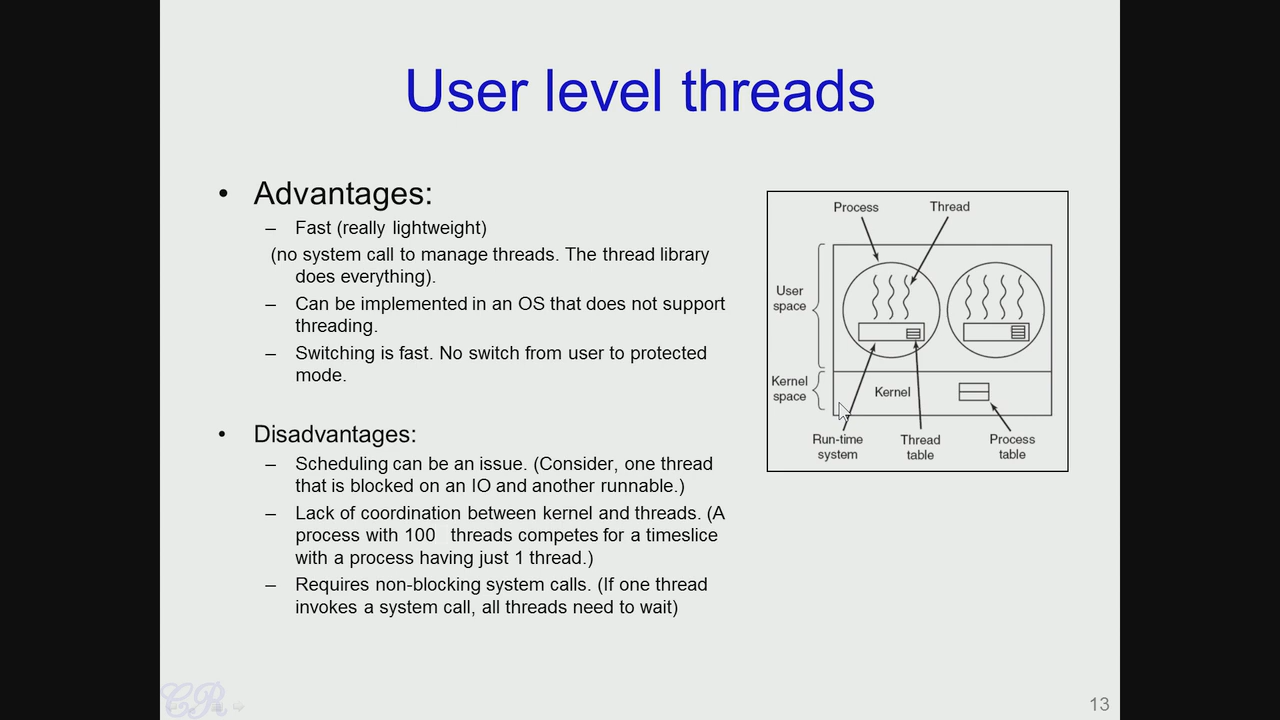 User level threads
• Advantages:
– Fast (really lightweight)
(no system call to manage threads. The thread library
does everything).
– Can be implemented in an OS that does not support
threading.
– Switching is fast. No switch from user to protected
mode.
• Disadvantages:
– Scheduling can be an issue. (Consider, one thread
that is blocked on an IO and another runnable.)
– Lack of coordination between kernel and threads. (A
process with 100 threads competes for a timeslice
with a process having just 1 thread.)
– Requires non-blocking system calls. (If one thread
invokes a system call, all threads need to wait)
Process
Thread
User
space
Kernel
space
Kernel
Run-time
system
Thread
table
Process
table
CR
13